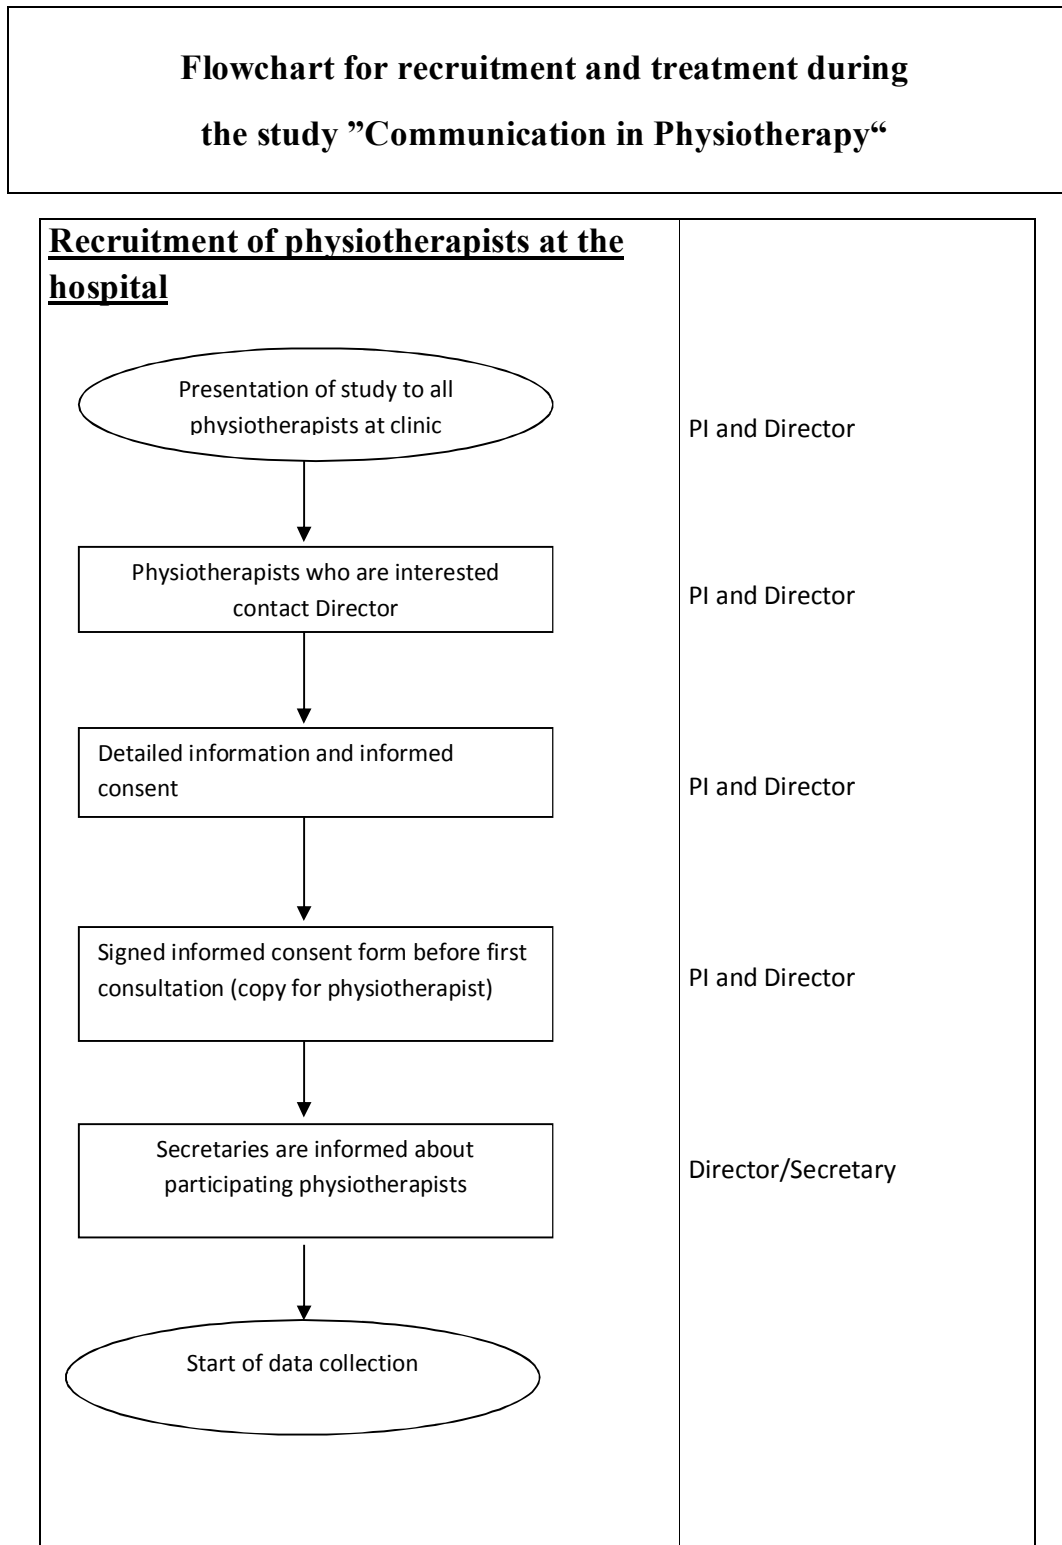 Flowchart for recruitment and treatment during
the study ”Communication in Physiotherapy“
Recruitment of physiotherapists at the
hospital
Presentation of study to all
physiotherapists at clinic
PI and Director
Physiotherapists who are interested
contact Director
PI and Director
Detailed information and informed
consent
PI and Director
Signed informed consent form before first
consultation (copy for physiotherapist)
PI and Director
Secretaries are informed about
participating physiotherapists
Director/Secretary
Start of data collection